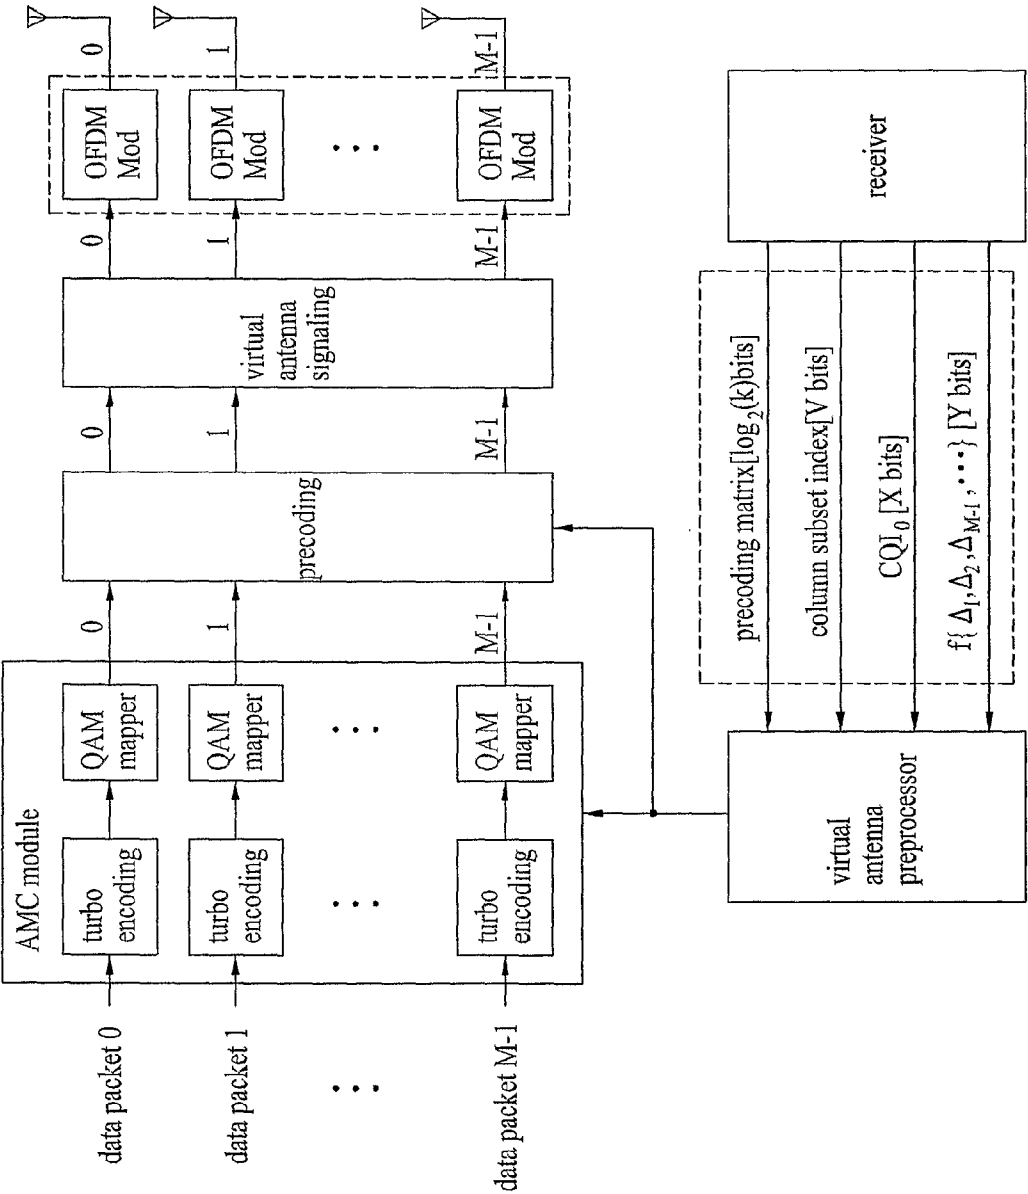 AMC module
data packet 0
turbo
encoding
QAM
mapper
0
0
0
OFDM
Mod
0
data packet 1
turbo
encoding
QAM
mapper
1
1
1
OFDM
Mod
1
data packet M-1
turbo
encoding
QAM
mapper
M-1
M-1
M-1
OFDM
Mod
M-1
precoding
virtual
antenna
signaling
virtual
antenna
preprocessor
precoding matrix[log₂(k)bits]
column subset index[V bits]
CQI₀ [X bits]
f{ Δ₁,Δ₂,Δ_M-1,•••} [Y bits]
receiver